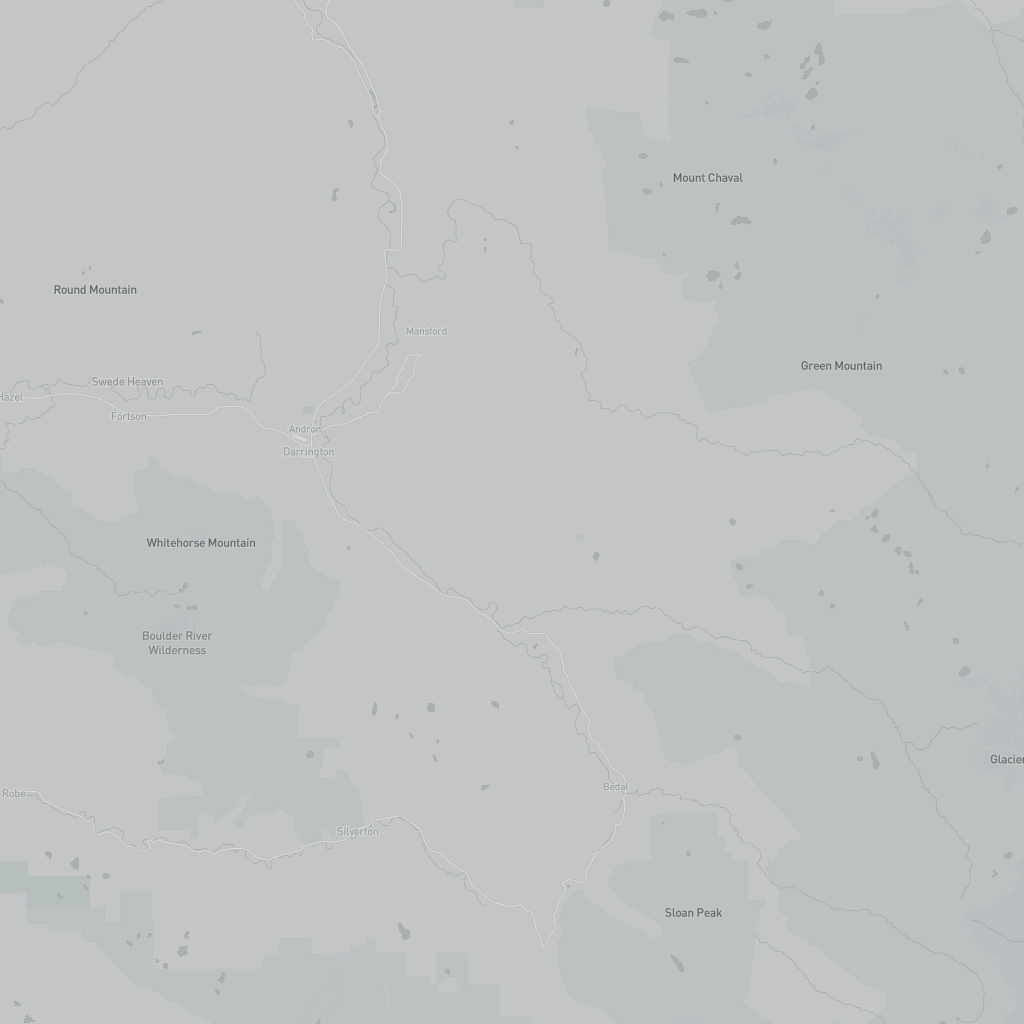 Mount Chaval
Round Mountain
Mansford
Green Mountain
Swede Heaven
Hazel
Fortson
Andron
Darrington
Whitehorse Mountain
Boulder River
Wilderness
Glacier
Bedal
Robe
Silverton
Sloan Peak